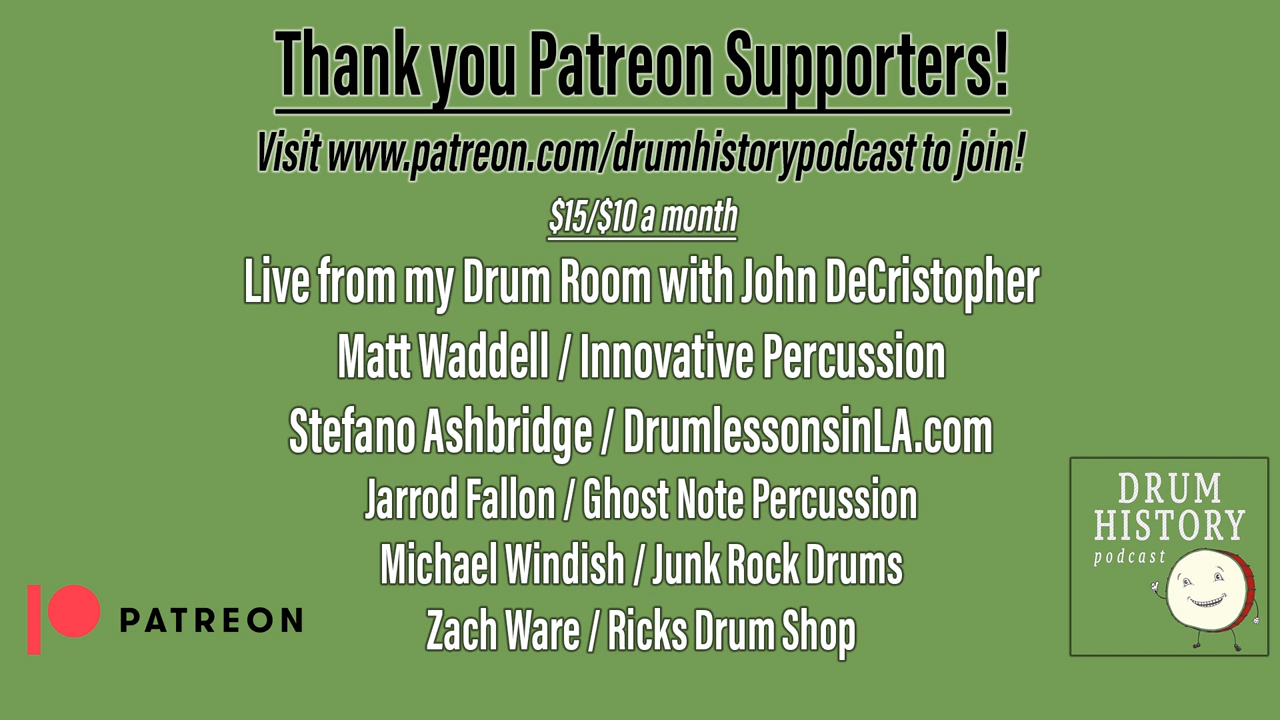 Thank you Patreon Supporters!
Visit www.patreon.com/drumhistorypodcast to join!
$15/$10 a month
Live from my Drum Room with John DeCristopher
Matt Waddell / Innovative Percussion
Stefano Ashbridge / DrumlessonsinLA.com
Jarrod Fallon / Ghost Note Percussion
Michael Windish / Junk Rock Drums
Zach Ware / Ricks Drum Shop
PATREON
DRUM
HISTORY
podcast